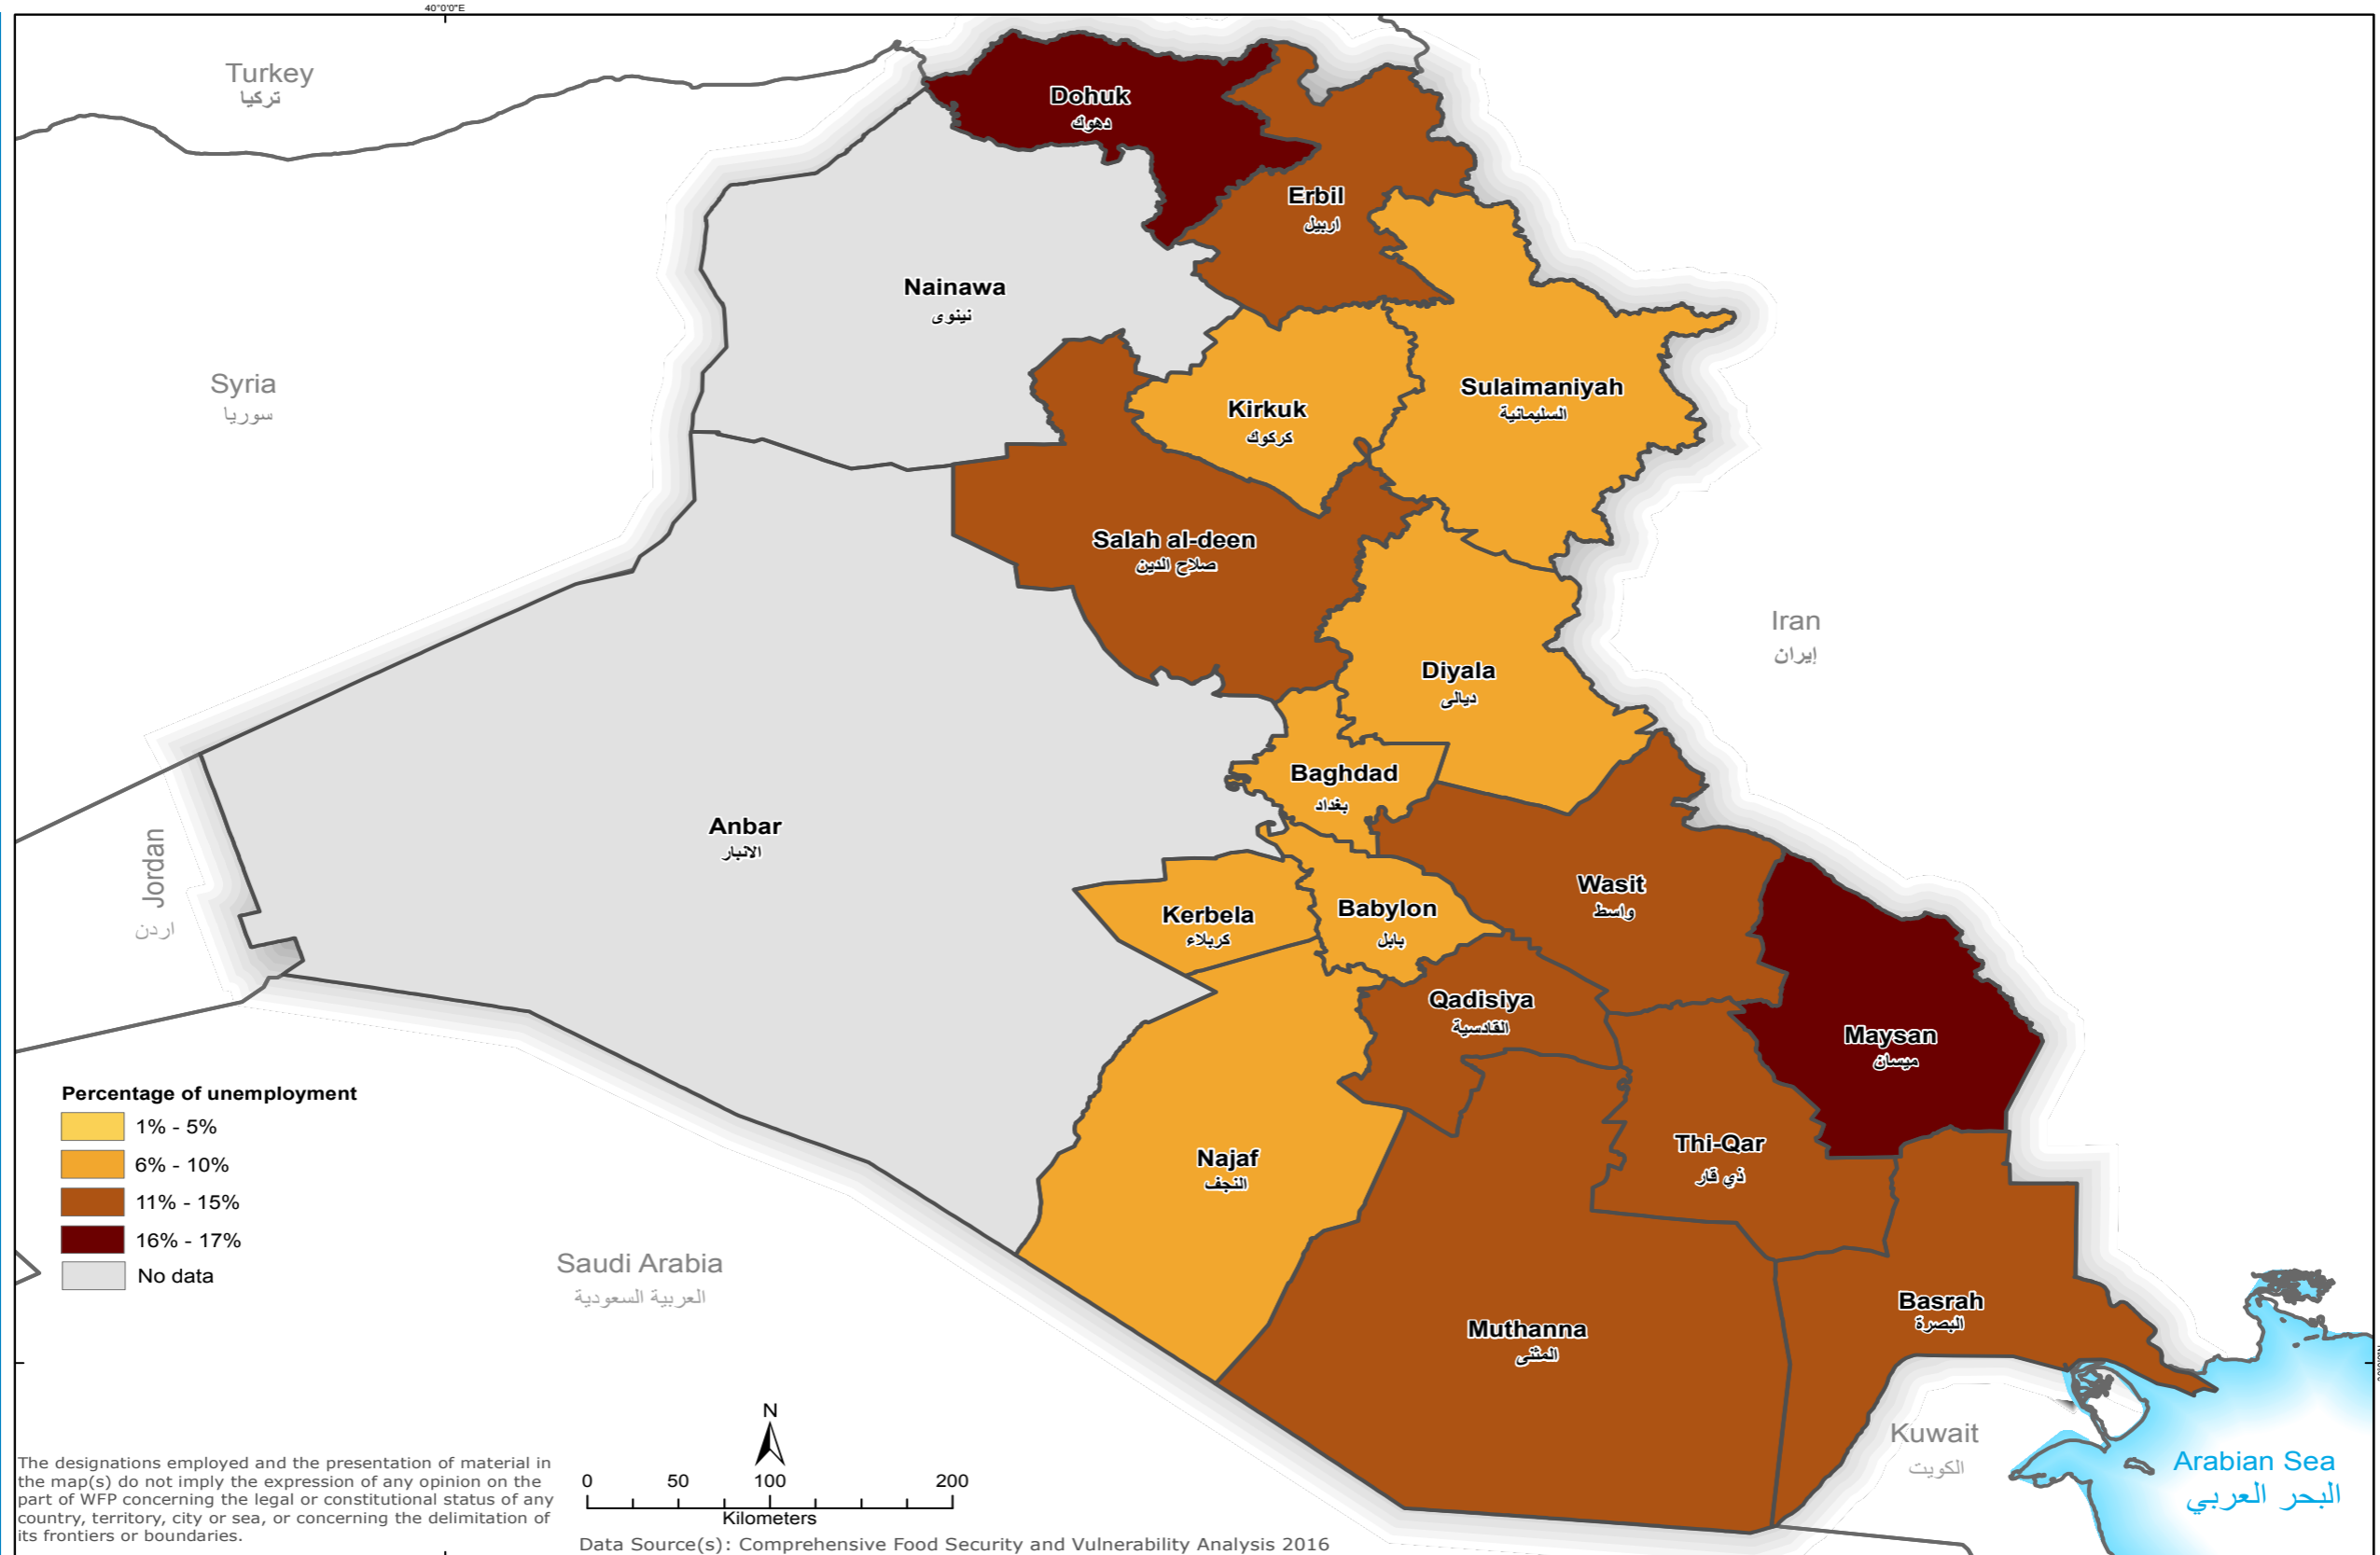 40°0'0"E
Turkey
تركيا
Dohuk
دهوك
Erbil
اربيل
Nainawa
نينوى
Syria
سوريا
Kirkuk
كركوك
Sulaimaniyah
السليمانية
Salah al-deen
صلاح الدين
Iran
إيران
Diyala
ديالى
Baghdad
بغداد
Anbar
الانبار
Jordan
اردن
Kerbela
كربلاء
Babylon
بابل
Wasit
واسط
Qadisiya
القادسية
Maysan
ميسان
Najaf
النجف
Thi-Qar
ذي قار
Muthanna
المثنى
Basrah
البصرة
Saudi Arabia
العربية السعودية
Kuwait
الكويت
Arabian Sea
البحر العربي
Percentage of unemployment
1% - 5%
6% - 10%
11% - 15%
16% - 17%
No data
The designations employed and the presentation of material in
the map(s) do not imply the expression of any opinion on the
part of WFP concerning the legal or constitutional status of any
country, territory, city or sea, or concerning the delimitation of
its frontiers or boundaries.
N
0 50 100 200
Kilometers
Data Source(s): Comprehensive Food Security and Vulnerability Analysis 2016